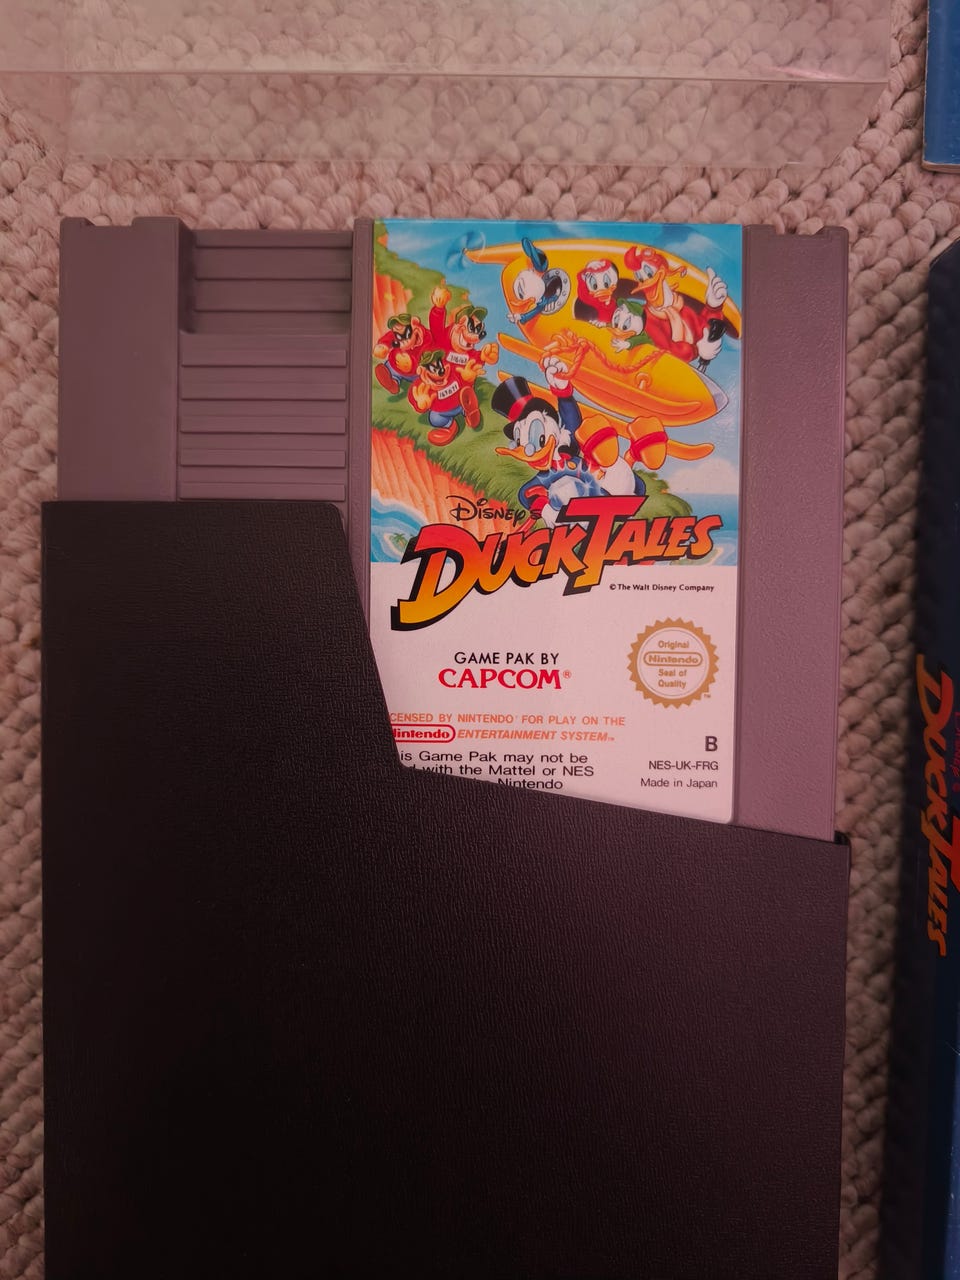 DISNEY'S
DUCKTALES
© The Walt Disney Company
GAME PAK BY
CAPCOM®
Original
Nintendo
Seal of
Quality
TM
CENSED BY NINTENDO® FOR PLAY ON THE
Nintendo ENTERTAINMENT SYSTEM™
is Game Pak may not be
with the Mattel or NES
Nintendo
B
NES-UK-FRG
Made in Japan
DUCKTALES